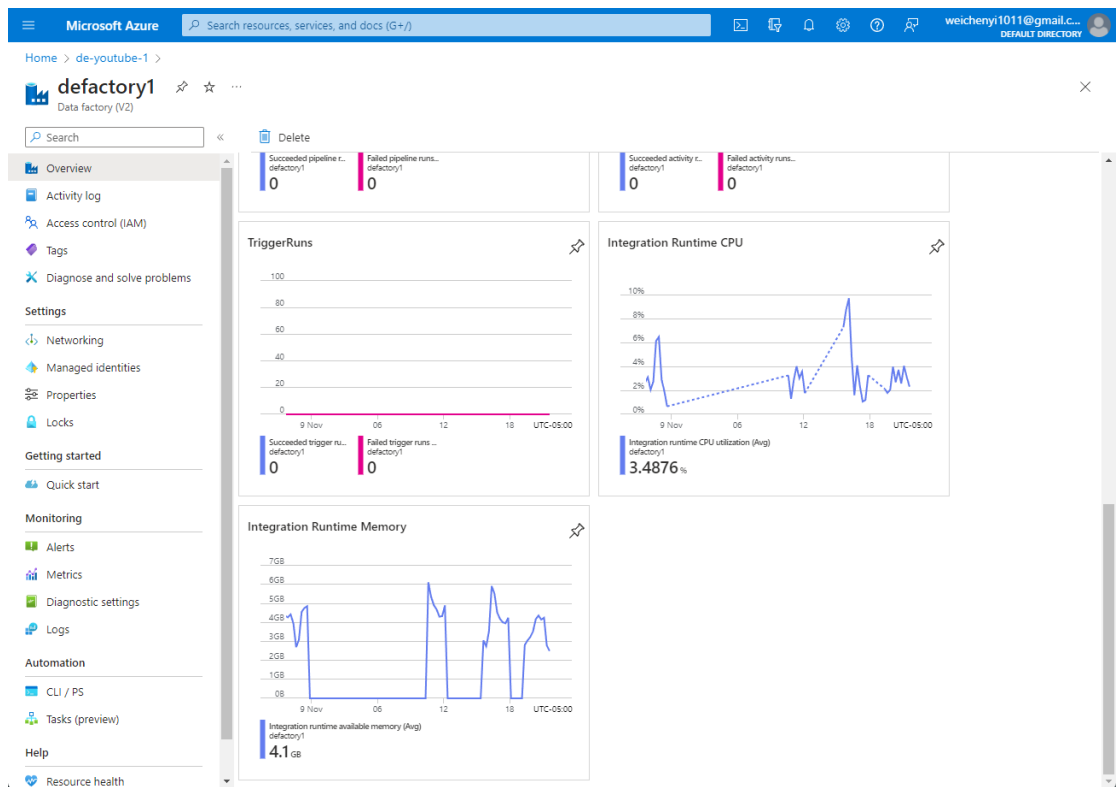 Microsoft Azure
Search resources, services, and docs (G+/)
weichenyi1011@gmail.c...
DEFAULT DIRECTORY
Home > de-youtube-1 >
defactory1
Data factory (V2)
Search
Delete
Overview
Activity log
Access control (IAM)
Tags
Diagnose and solve problems
Settings
Networking
Managed identities
Properties
Locks
Getting started
Quick start
Monitoring
Alerts
Metrics
Diagnostic settings
Logs
Automation
CLI / PS
Tasks (preview)
Help
Resource health
Succeeded pipeline r...
defactory1
0
Failed pipeline runs...
defactory1
0
Succeeded activity r...
defactory1
0
Failed activity runs...
defactory1
0
TriggerRuns
100
80
60
40
20
0
9 Nov 06 12 18 UTC-05:00
Succeeded trigger ru...
defactory1
0
Failed trigger runs ...
defactory1
0
Integration Runtime CPU
10%
8%
6%
4%
2%
0%
9 Nov 06 12 18 UTC-05:00
Integration runtime CPU utilization (Avg)
defactory1
3.4876 %
Integration Runtime Memory
7GB
6GB
5GB
4GB
3GB
2GB
1GB
0B
9 Nov 06 12 18 UTC-05:00
Integration runtime available memory (Avg)
defactory1
4.1 GB